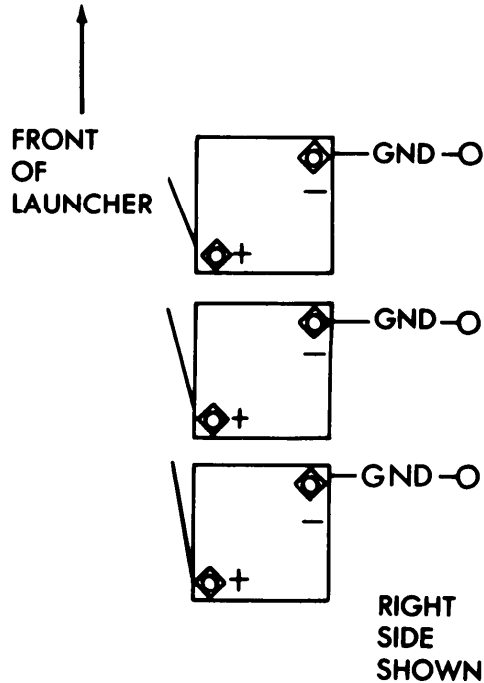 FRONT
OF
LAUNCHER
GND
−
+
GND
−
+
GND
−
+
RIGHT
SIDE
SHOWN